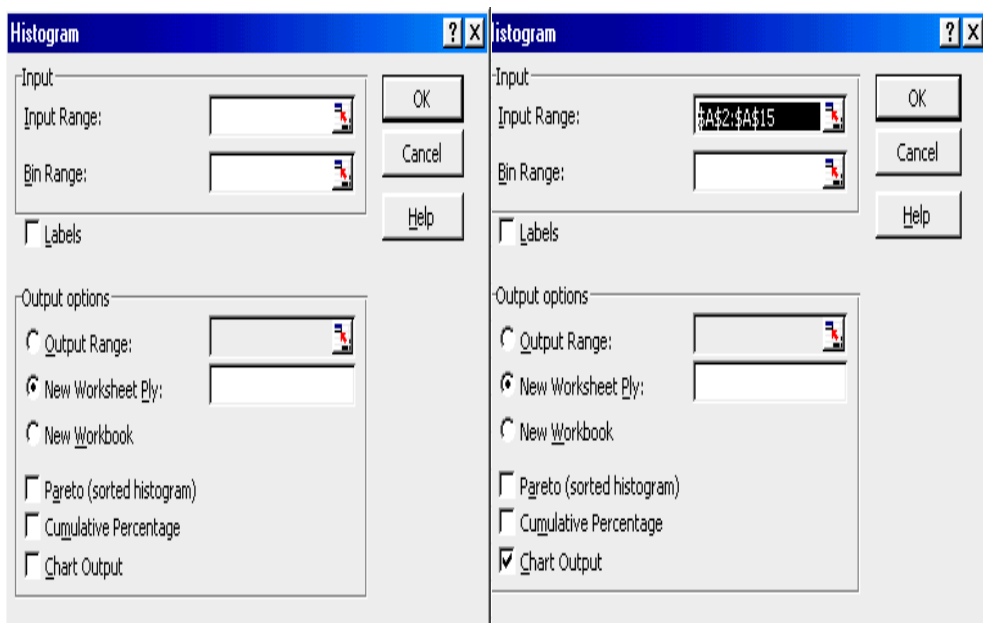 Histogram
? X
Input
Input Range:
Bin Range:
Labels
OK
Cancel
Help
Output options
Output Range:
New Worksheet Ply:
New Workbook
Pareto (sorted histogram)
Cumulative Percentage
Chart Output
istogram
? X
Input
Input Range:
$A$2:$A$15
Bin Range:
Labels
OK
Cancel
Help
Output options
Output Range:
New Worksheet Ply:
New Workbook
Pareto (sorted histogram)
Cumulative Percentage
Chart Output